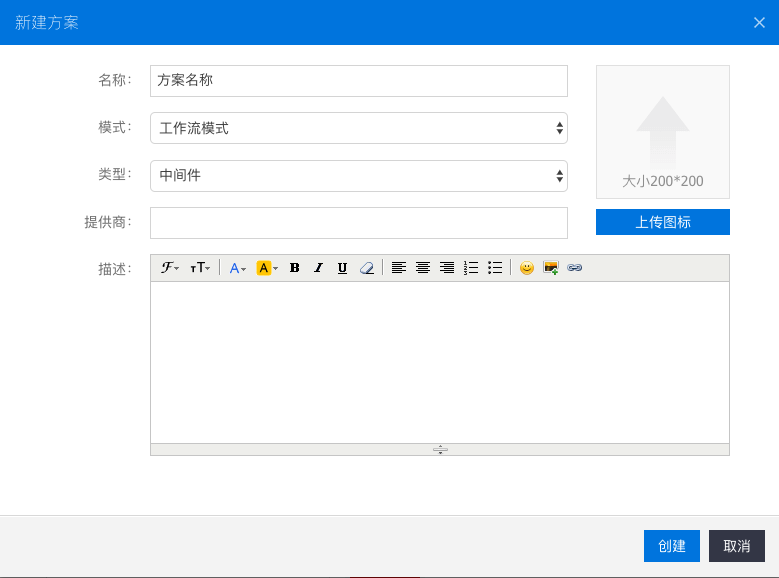 新建方案
名称：
方案名称
模式：
工作流模式
类型：
中间件
大小200*200
提供商：
上传图标
描述：
创建
取消